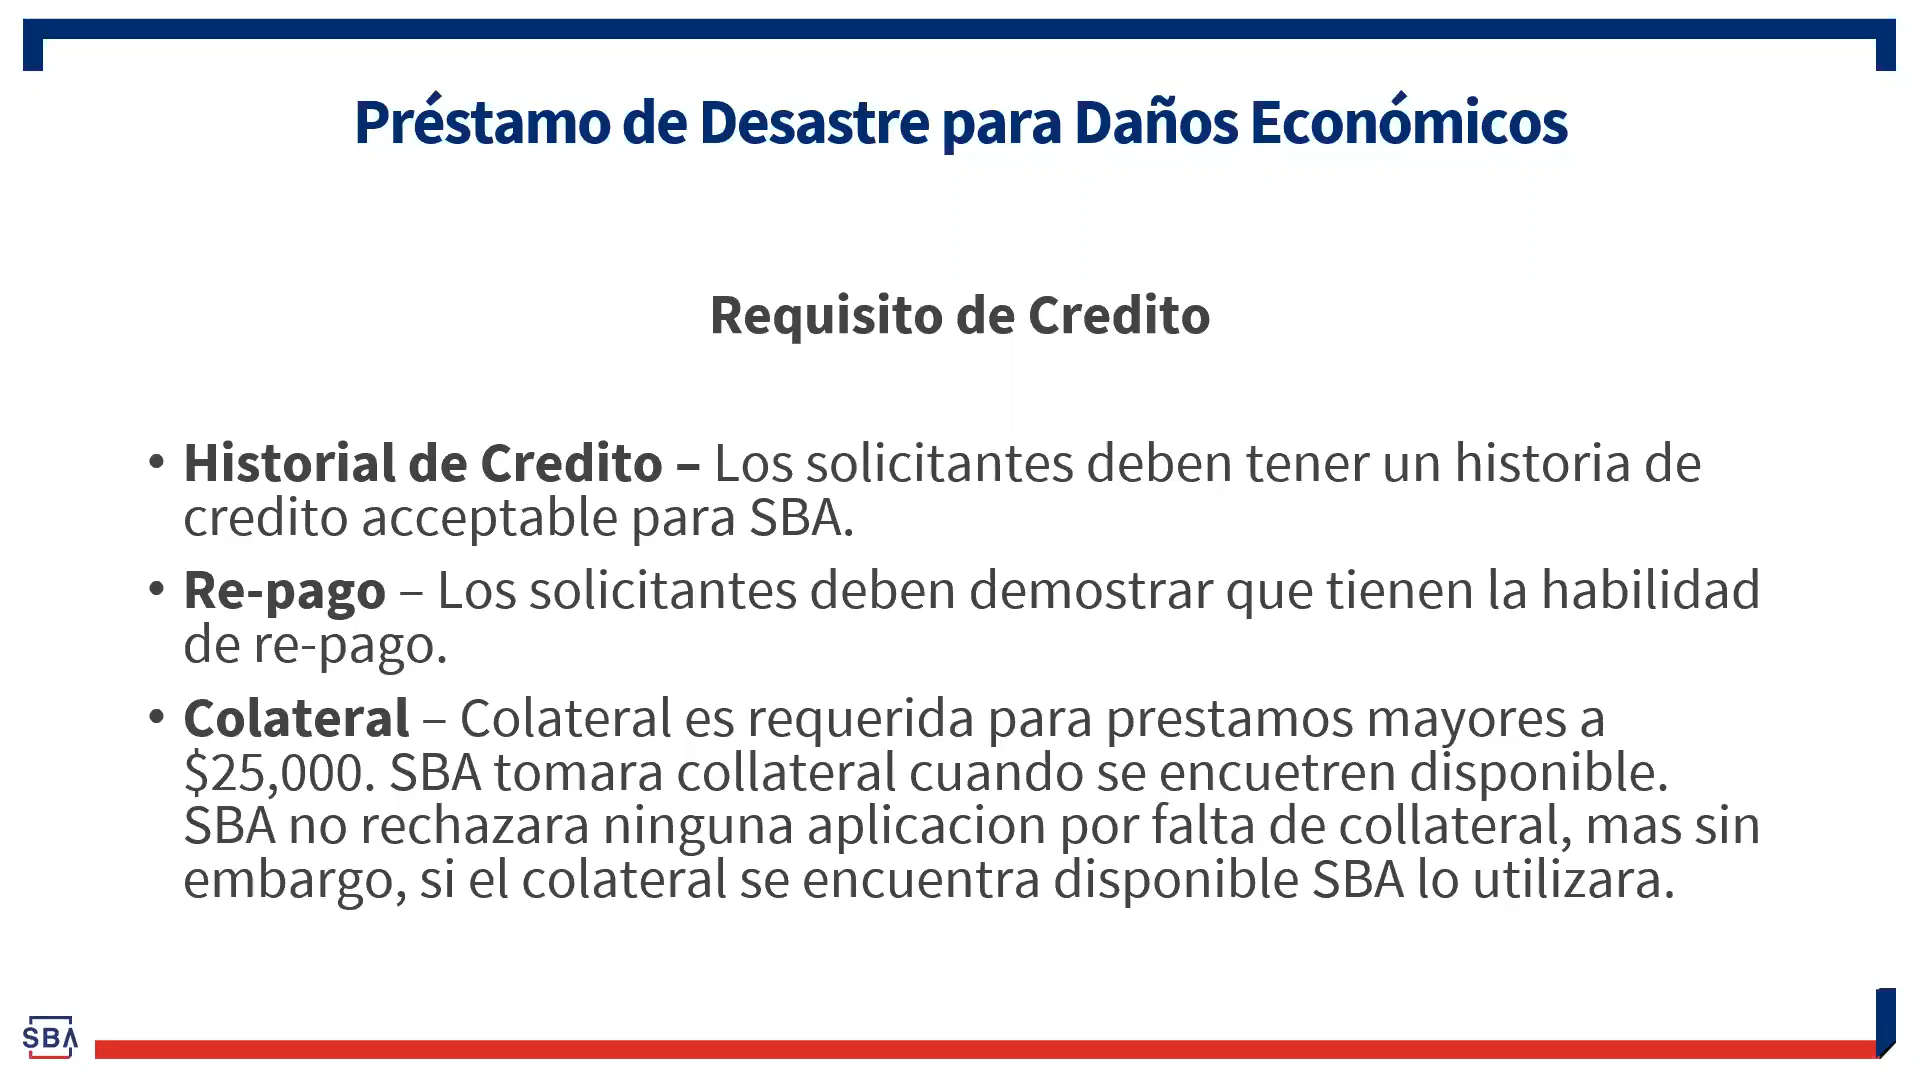 Préstamo de Desastre para Daños Económicos
Requisito de Credito
• Historial de Credito – Los solicitantes deben tener un historia de
credito acceptable para SBA.
• Re-pago – Los solicitantes deben demostrar que tienen la habilidad
de re-pago.
• Colateral – Colateral es requerida para prestamos mayores a
$25,000. SBA tomara collateral cuando se encuetren disponible.
SBA no rechazara ninguna aplicacion por falta de collateral, mas sin
embargo, si el colateral se encuentra disponible SBA lo utilizara.
SBA